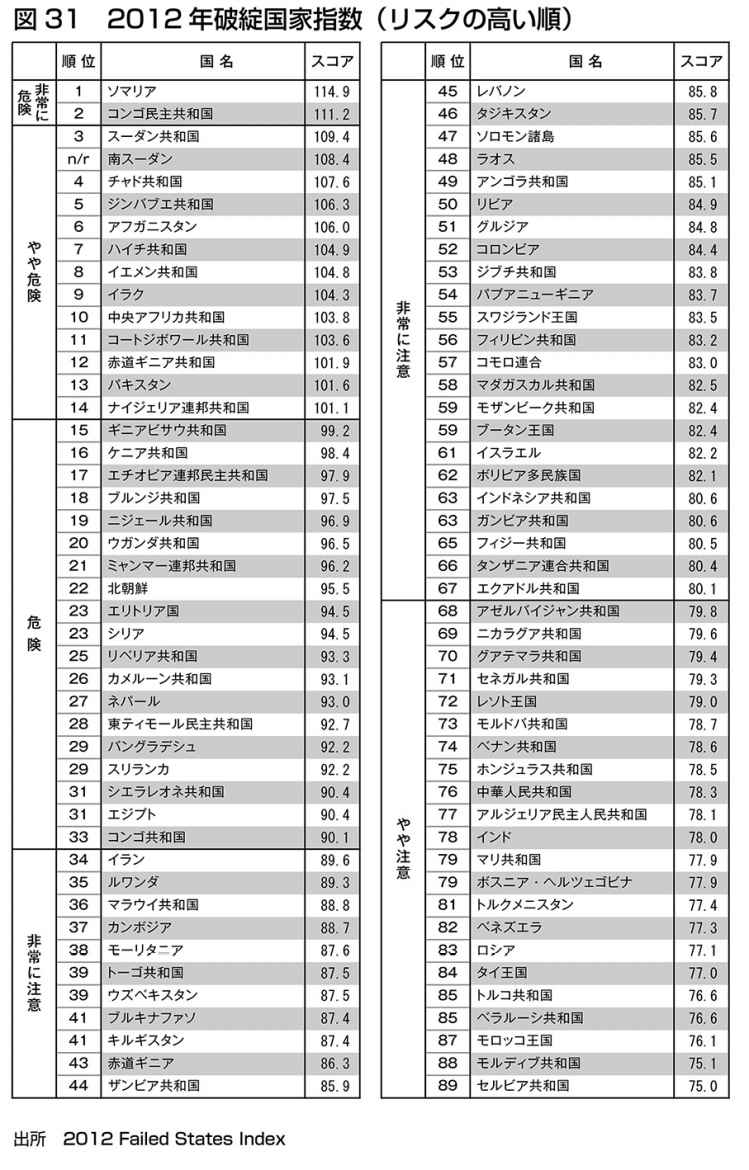 図 31　2012 年破綻国家指数（リスクの高い順）
順 位　国 名　スコア
非常に危険
1　ソマリア　114.9
2　コンゴ民主共和国　111.2
やや危険
3　スーダン共和国　109.4
n/r　南スーダン　108.4
4　チャド共和国　107.6
5　ジンバブエ共和国　106.3
6　アフガニスタン　106.0
7　ハイチ共和国　104.9
8　イエメン共和国　104.8
9　イラク　104.3
10　中央アフリカ共和国　103.8
11　コートジボワール共和国　103.6
12　赤道ギニア共和国　101.9
13　パキスタン　101.6
14　ナイジェリア連邦共和国　101.1
危 険
15　ギニアビサウ共和国　99.2
16　ケニア共和国　98.4
17　エチオピア連邦民主共和国　97.9
18　ブルンジ共和国　97.5
19　ニジェール共和国　96.9
20　ウガンダ共和国　96.5
21　ミャンマー連邦共和国　96.2
22　北朝鮮　95.5
23　エリトリア国　94.5
23　シリア　94.5
25　リベリア共和国　93.3
26　カメルーン共和国　93.1
27　ネパール　93.0
28　東ティモール民主共和国　92.7
29　バングラデシュ　92.2
29　スリランカ　92.2
31　シエラレオネ共和国　90.4
31　エジプト　90.4
33　コンゴ共和国　90.1
非常に注意
34　イラン　89.6
35　ルワンダ　89.3
36　マラウイ共和国　88.8
37　カンボジア　88.7
38　モーリタニア　87.6
39　トーゴ共和国　87.5
39　ウズベキスタン　87.5
41　ブルキナファソ　87.4
41　キルギスタン　87.4
43　赤道ギニア　86.3
44　ザンビア共和国　85.9
順 位　国 名　スコア
非常に注意
45　レバノン　85.8
46　タジキスタン　85.7
47　ソロモン諸島　85.6
48　ラオス　85.5
49　アンゴラ共和国　85.1
50　リビア　84.9
51　グルジア　84.8
52　コロンビア　84.4
53　ジブチ共和国　83.8
54　パプアニューギニア　83.7
55　スワジランド王国　83.5
56　フィリピン共和国　83.2
57　コモロ連合　83.0
58　マダガスカル共和国　82.5
59　モザンビーク共和国　82.4
59　ブータン王国　82.4
61　イスラエル　82.2
62　ボリビア多民族国　82.1
63　インドネシア共和国　80.6
63　ガンビア共和国　80.6
65　フィジー共和国　80.5
66　タンザニア連合共和国　80.4
67　エクアドル共和国　80.1
やや注意
68　アゼルバイジャン共和国　79.8
69　ニカラグア共和国　79.6
70　グアテマラ共和国　79.4
71　セネガル共和国　79.3
72　レソト王国　79.0
73　モルドバ共和国　78.7
74　ベナン共和国　78.6
75　ホンジュラス共和国　78.5
76　中華人民共和国　78.3
77　アルジェリア民主人民共和国　78.1
78　インド　78.0
79　マリ共和国　77.9
79　ボスニア・ヘルツェゴビナ　77.9
81　トルクメニスタン　77.4
82　ベネズエラ　77.3
83　ロシア　77.1
84　タイ王国　77.0
85　トルコ共和国　76.6
85　ベラルーシ共和国　76.6
87　モロッコ王国　76.1
88　モルディブ共和国　75.1
89　セルビア共和国　75.0
出所　2012 Failed States Index